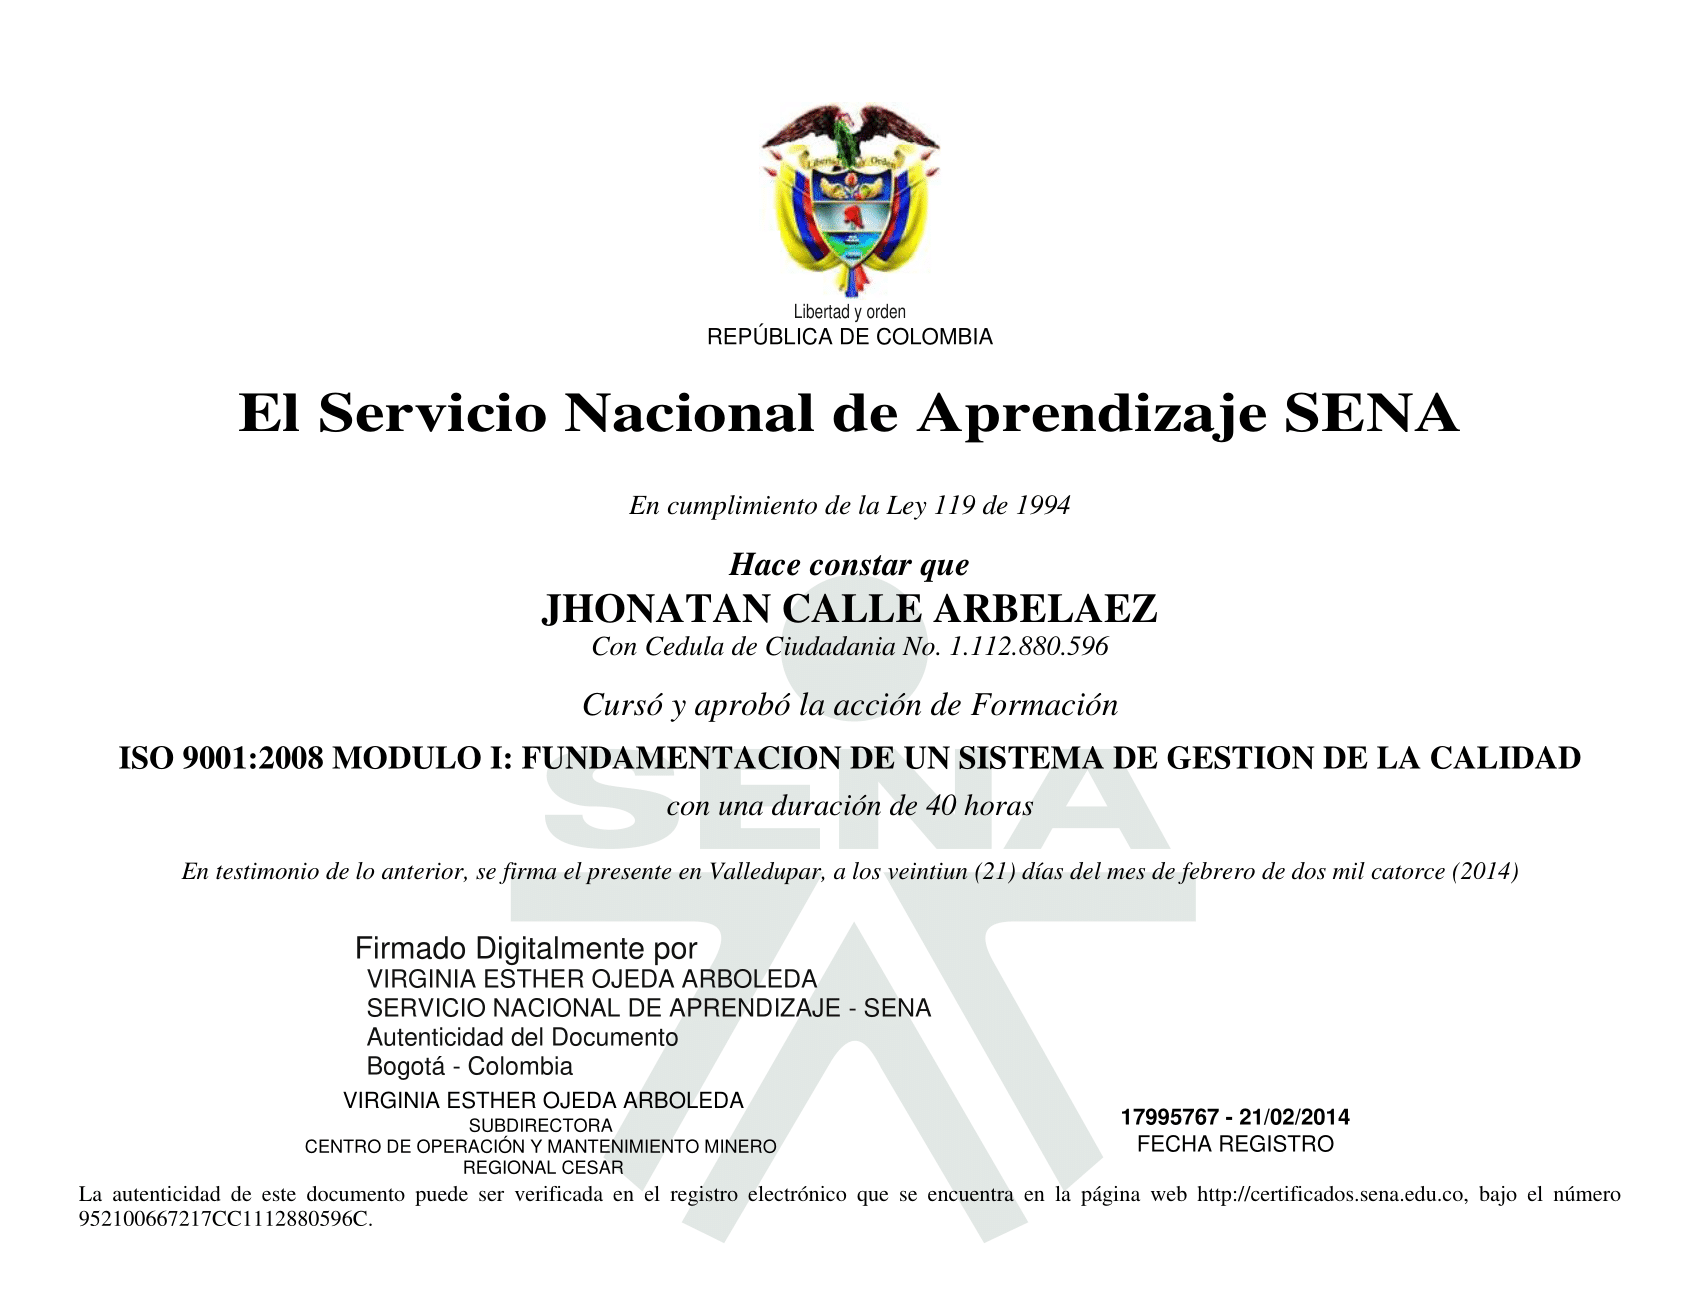 Libertad y Orden
Libertad y orden
REPÚBLICA DE COLOMBIA
El Servicio Nacional de Aprendizaje SENA
En cumplimiento de la Ley 119 de 1994
Hace constar que
JHONATAN CALLE ARBELAEZ
Con Cedula de Ciudadania No. 1.112.880.596
Cursó y aprobó la acción de Formación
ISO 9001:2008 MODULO I: FUNDAMENTACION DE UN SISTEMA DE GESTION DE LA CALIDAD
SENA
con una duración de 40 horas
En testimonio de lo anterior, se firma el presente en Valledupar, a los veintiun (21) días del mes de febrero de dos mil catorce (2014)
Firmado Digitalmente por
VIRGINIA ESTHER OJEDA ARBOLEDA
SERVICIO NACIONAL DE APRENDIZAJE - SENA
Autenticidad del Documento
Bogotá - Colombia
VIRGINIA ESTHER OJEDA ARBOLEDA
SUBDIRECTORA
CENTRO DE OPERACIÓN Y MANTENIMIENTO MINERO
REGIONAL CESAR
17995767 - 21/02/2014
FECHA REGISTRO
La autenticidad de este documento puede ser verificada en el registro electrónico que se encuentra en la página web http://certificados.sena.edu.co, bajo el número
952100667217CC1112880596C.